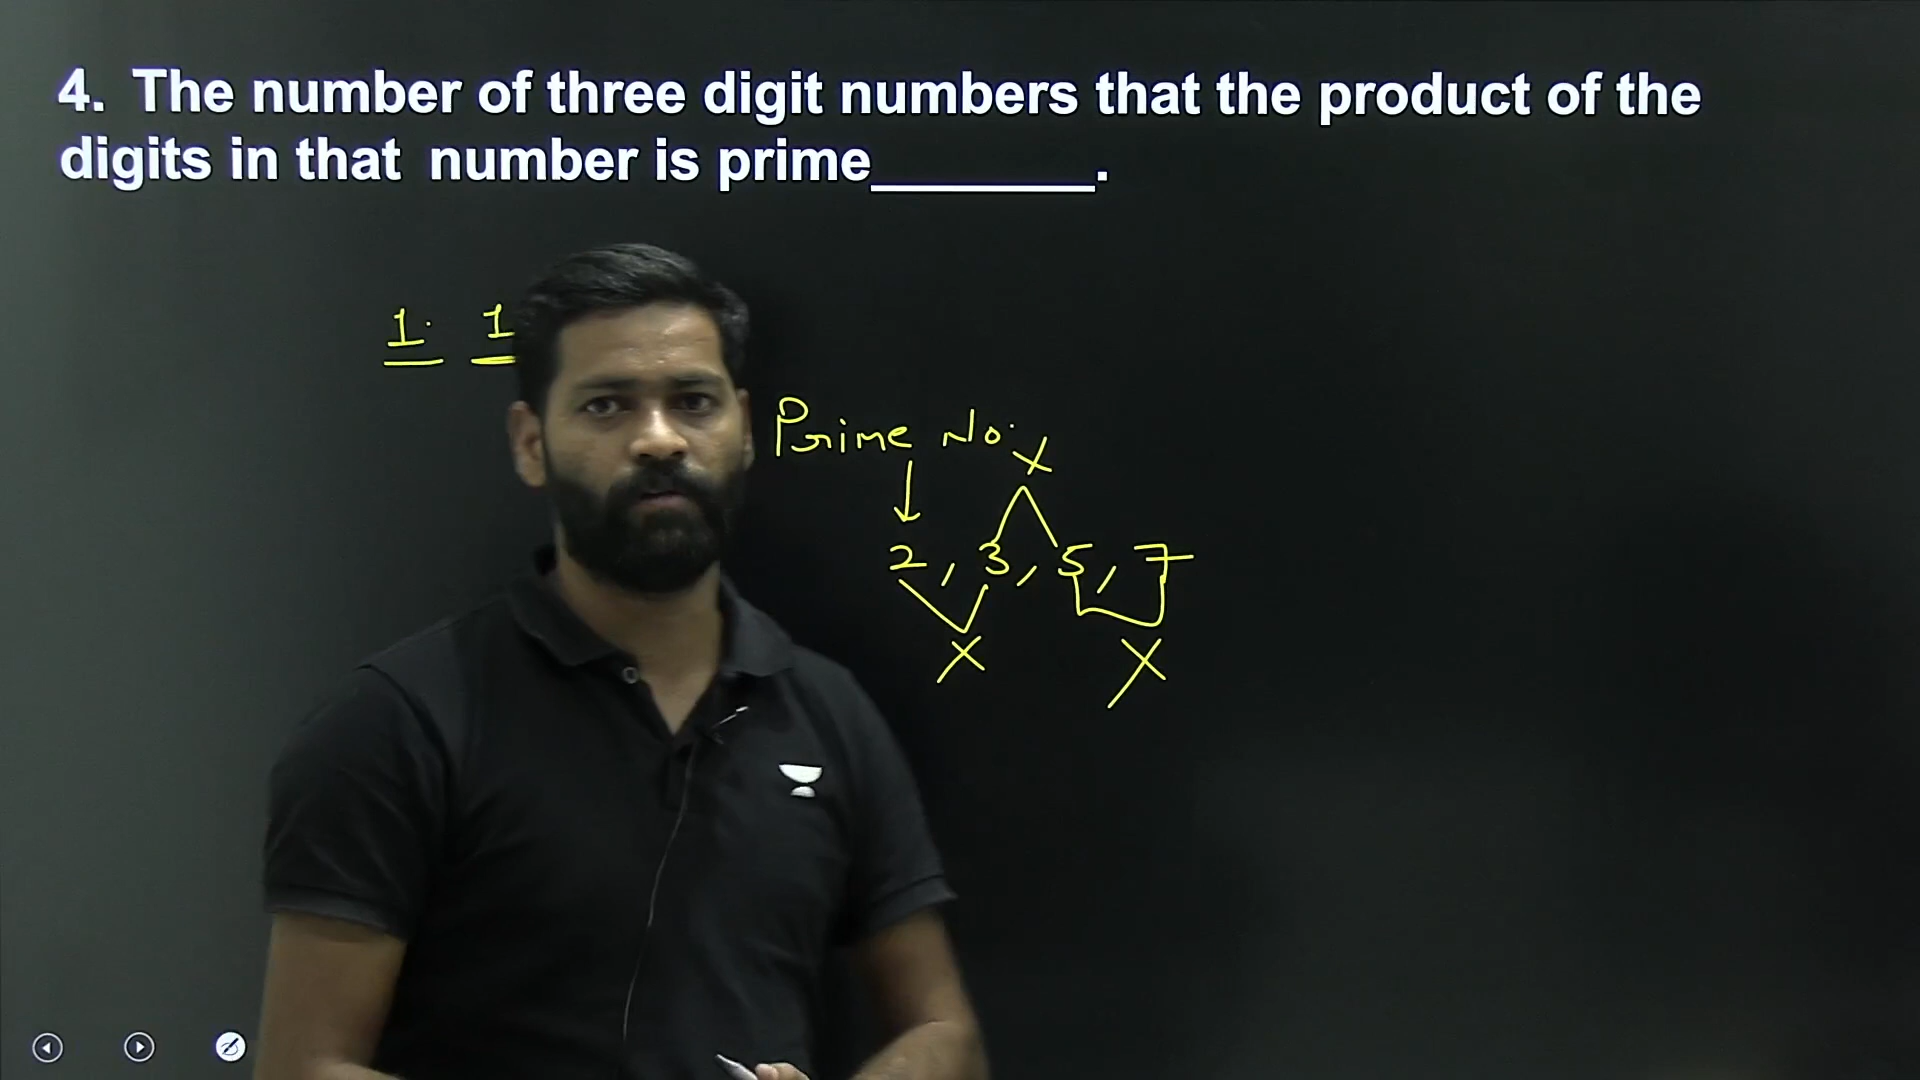 4. The number of three digit numbers that the product of the
digits in that number is prime________.
1. 1
Prime No.
X
2, 3, 5, 7
X X